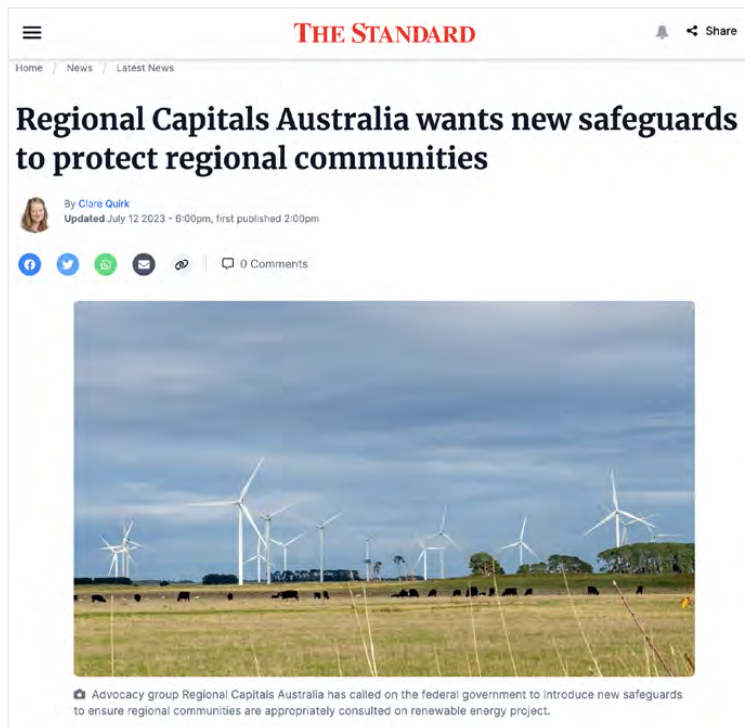 THE STANDARD
Share
Home / News / Latest News
Regional Capitals Australia wants new safeguards
to protect regional communities
By Clare Quirk
Updated July 12 2023 - 6:00pm, first published 2:00pm
0 Comments
Advocacy group Regional Capitals Australia has called on the federal government to introduce new safeguards
to ensure regional communities are appropriately consulted on renewable energy project.